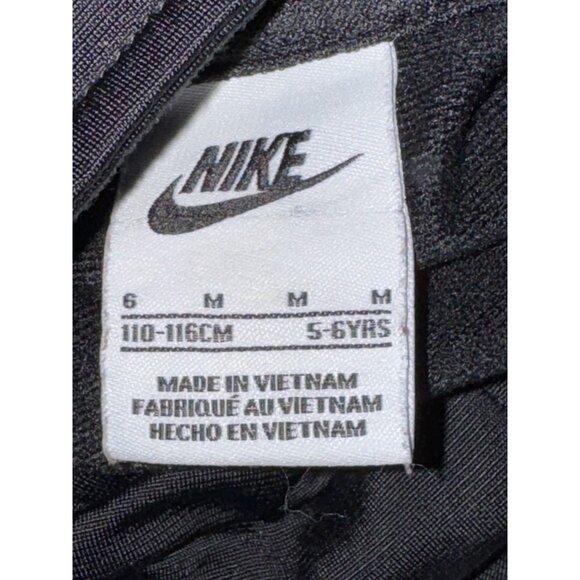 NIKE
6 M M M
110-116CM 5-6YRS
MADE IN VIETNAM
FABRIQUÉ AU VIETNAM
HECHO EN VIETNAM